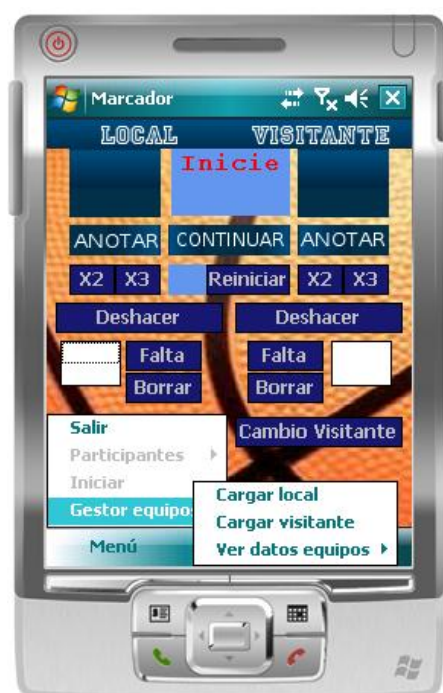 Marcador
LOCAL VISITANTE
Inicie
ANOTAR CONTINUAR ANOTAR
X2 X3 Reiniciar X2 X3
Deshacer Deshacer
Falta Falta
Borrar Borrar
Salir Cambio Visitante
Participantes
Iniciar
Gestor equipos
Cargar local
Cargar visitante
Menú Ver datos equipos